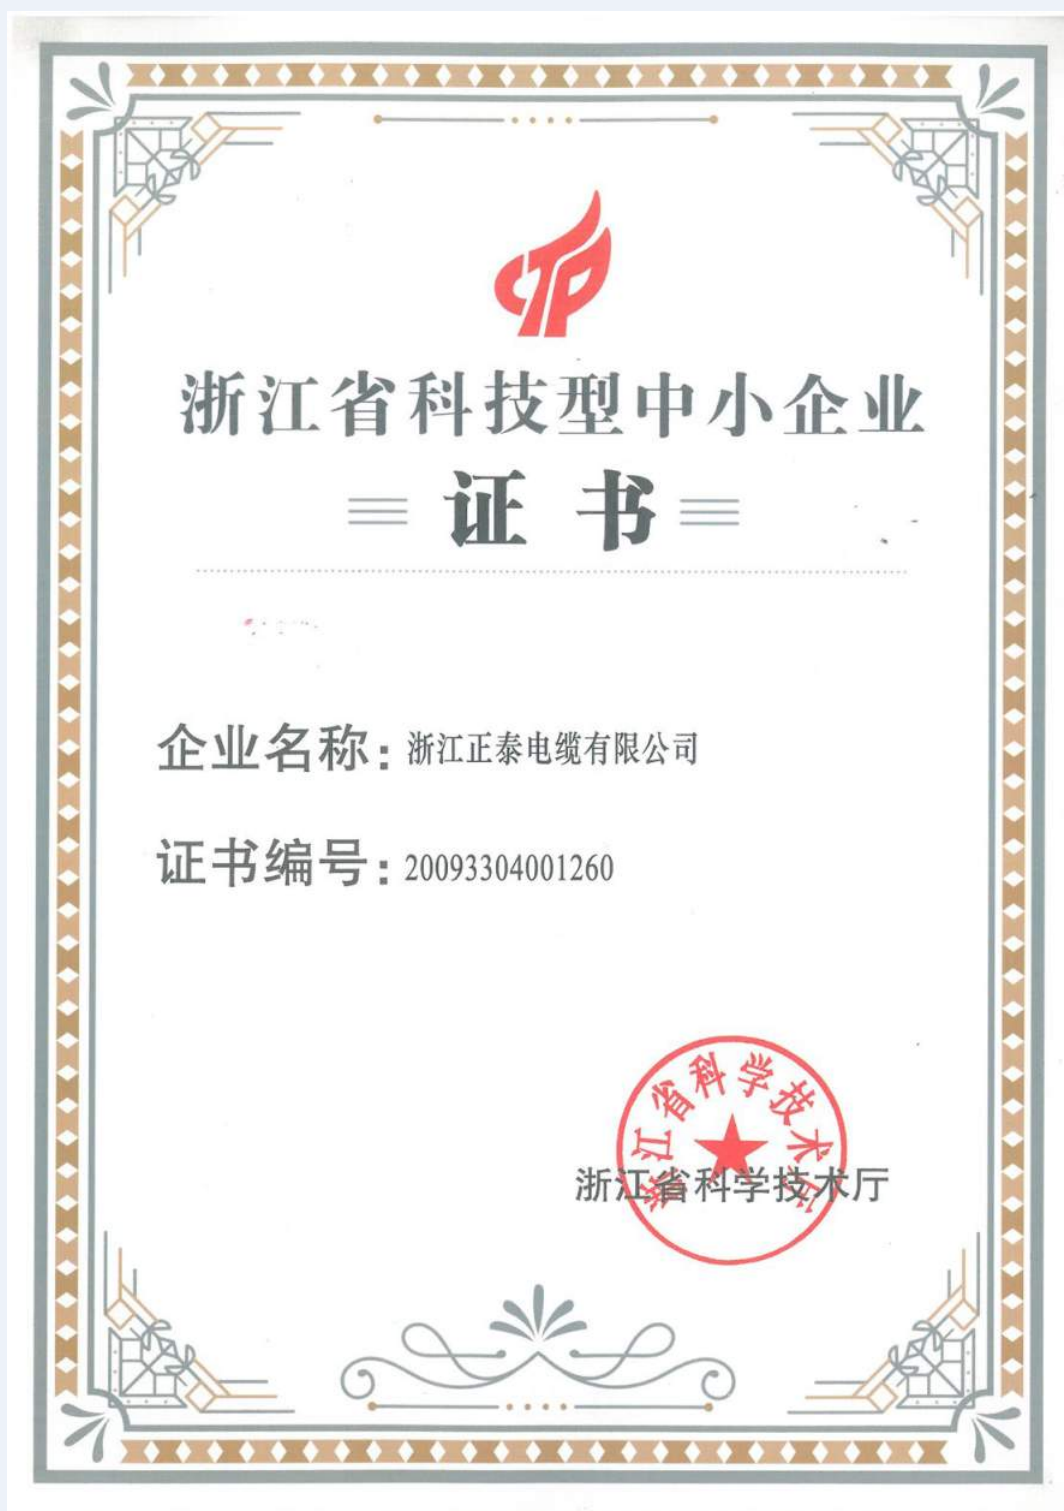 CTP
浙江省科技型中小企业
证书
企业名称：浙江正泰电缆有限公司
证书编号：20093304001260
浙江省科学技术厅
浙江省科学技术厅